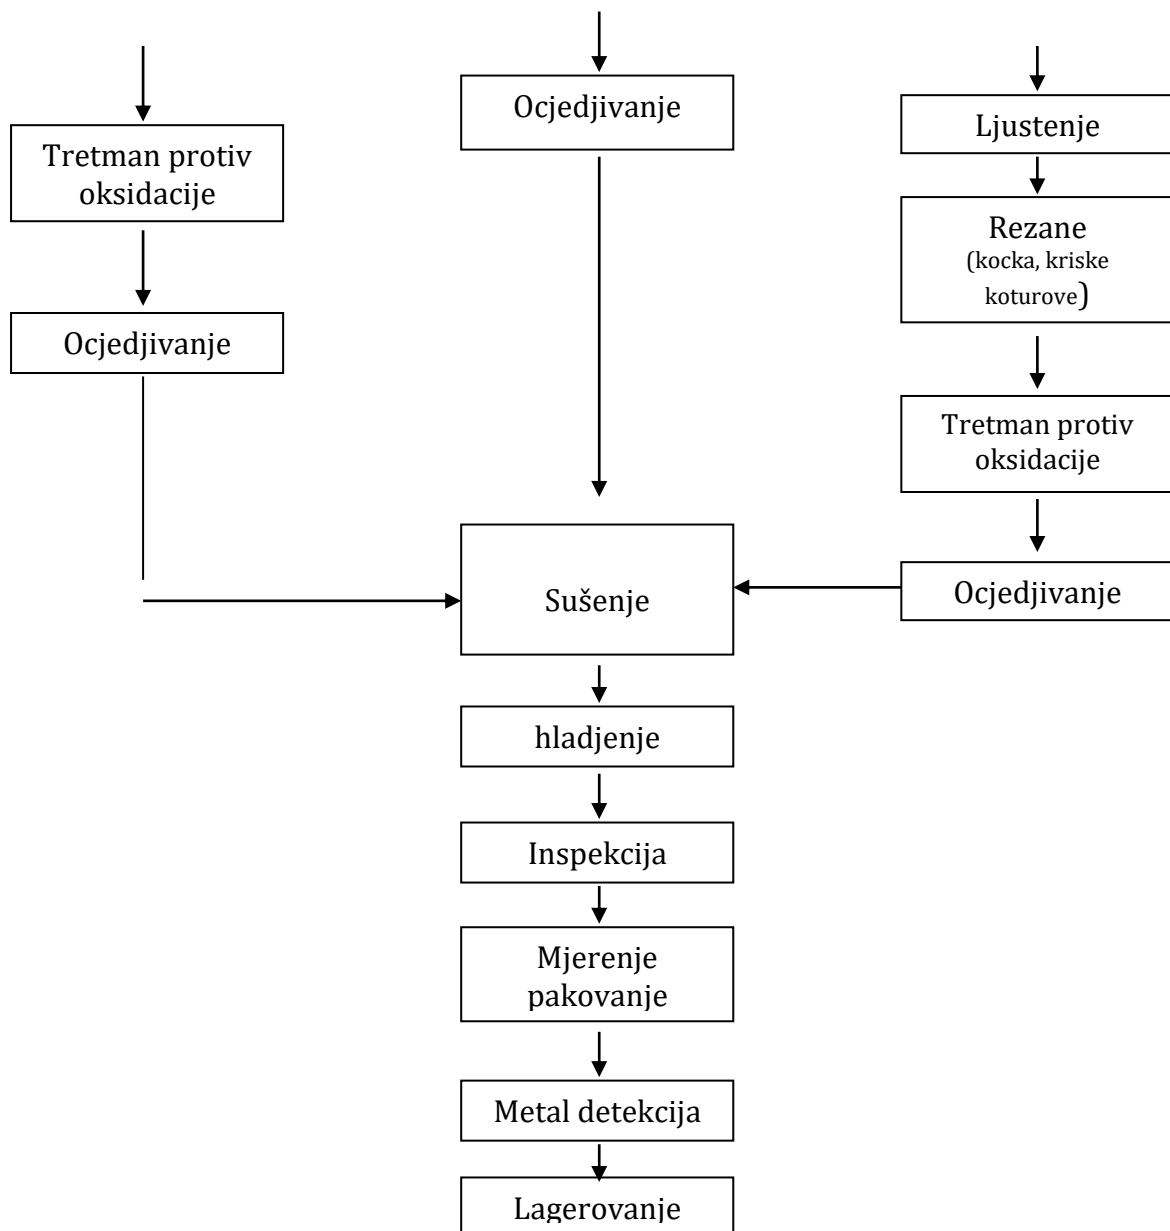 Ocjedjivanje
Ljustenje
Tretman protiv
oksidacije
Rezane
(kocka, kriske
koturove)
Ocjedjivanje
Tretman protiv
oksidacije
Sušenje
Ocjedjivanje
hladjenje
Inspekcija
Mjerenje
pakovanje
Metal detekcija
Lagerovanje